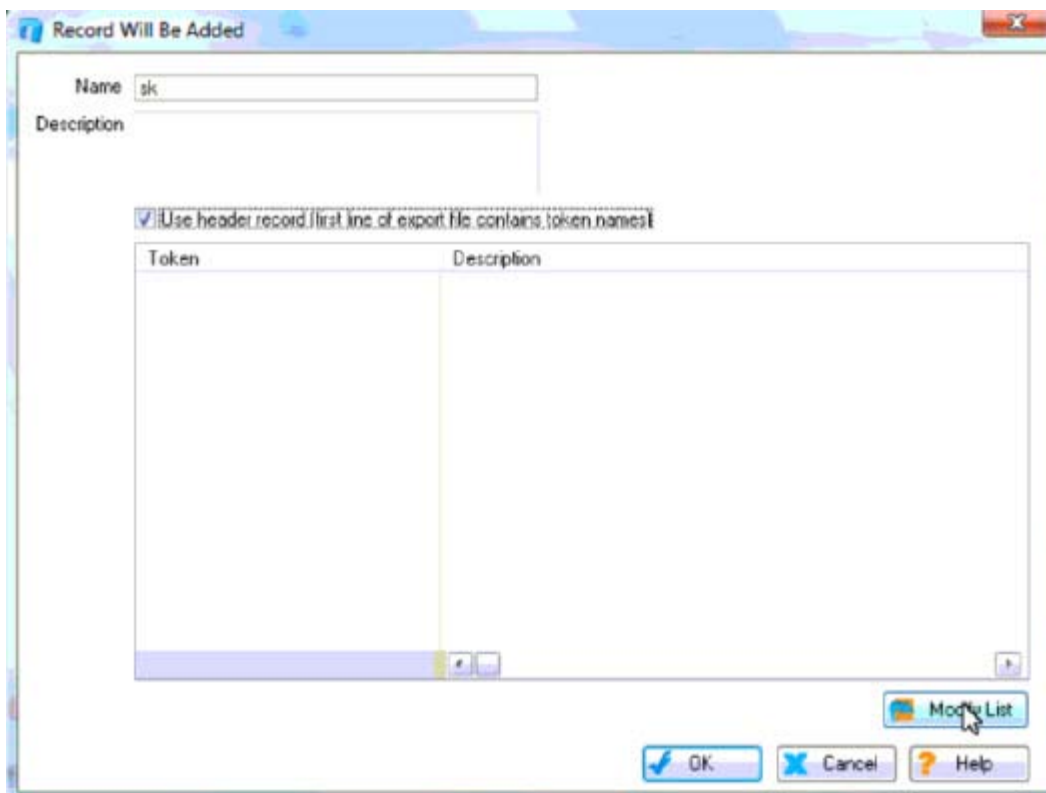 Record Will Be Added
Name sk
Description
Use header record (first line of export file contains token names)
Token Description
Modify List
OK Cancel ? Help